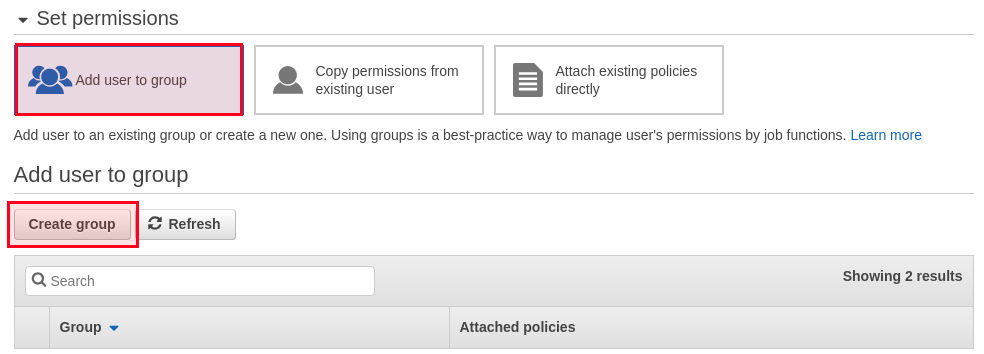 Set permissions
Add user to group
Copy permissions from
existing user
Attach existing policies
directly
Add user to an existing group or create a new one. Using groups is a best-practice way to manage user's permissions by job functions. Learn more
Add user to group
Create group
Refresh
Search
Showing 2 results
Group
Attached policies